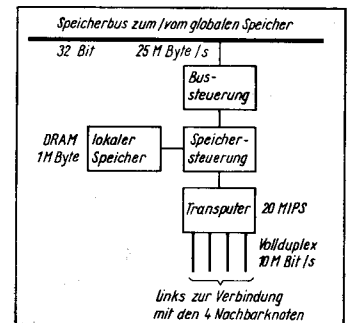 Speicherbus zum/vom globalen Speicher
32 Bit 25 M Byte/s
Bus-
steuerung
DRAM
1M Byte
lokaler
Speicher
Speicher-
steuerung
Transputer
20 MIPS
Vollduplex
10 M Bit/s
Links zur Verbindung
mit den 4 Nachbarknoten